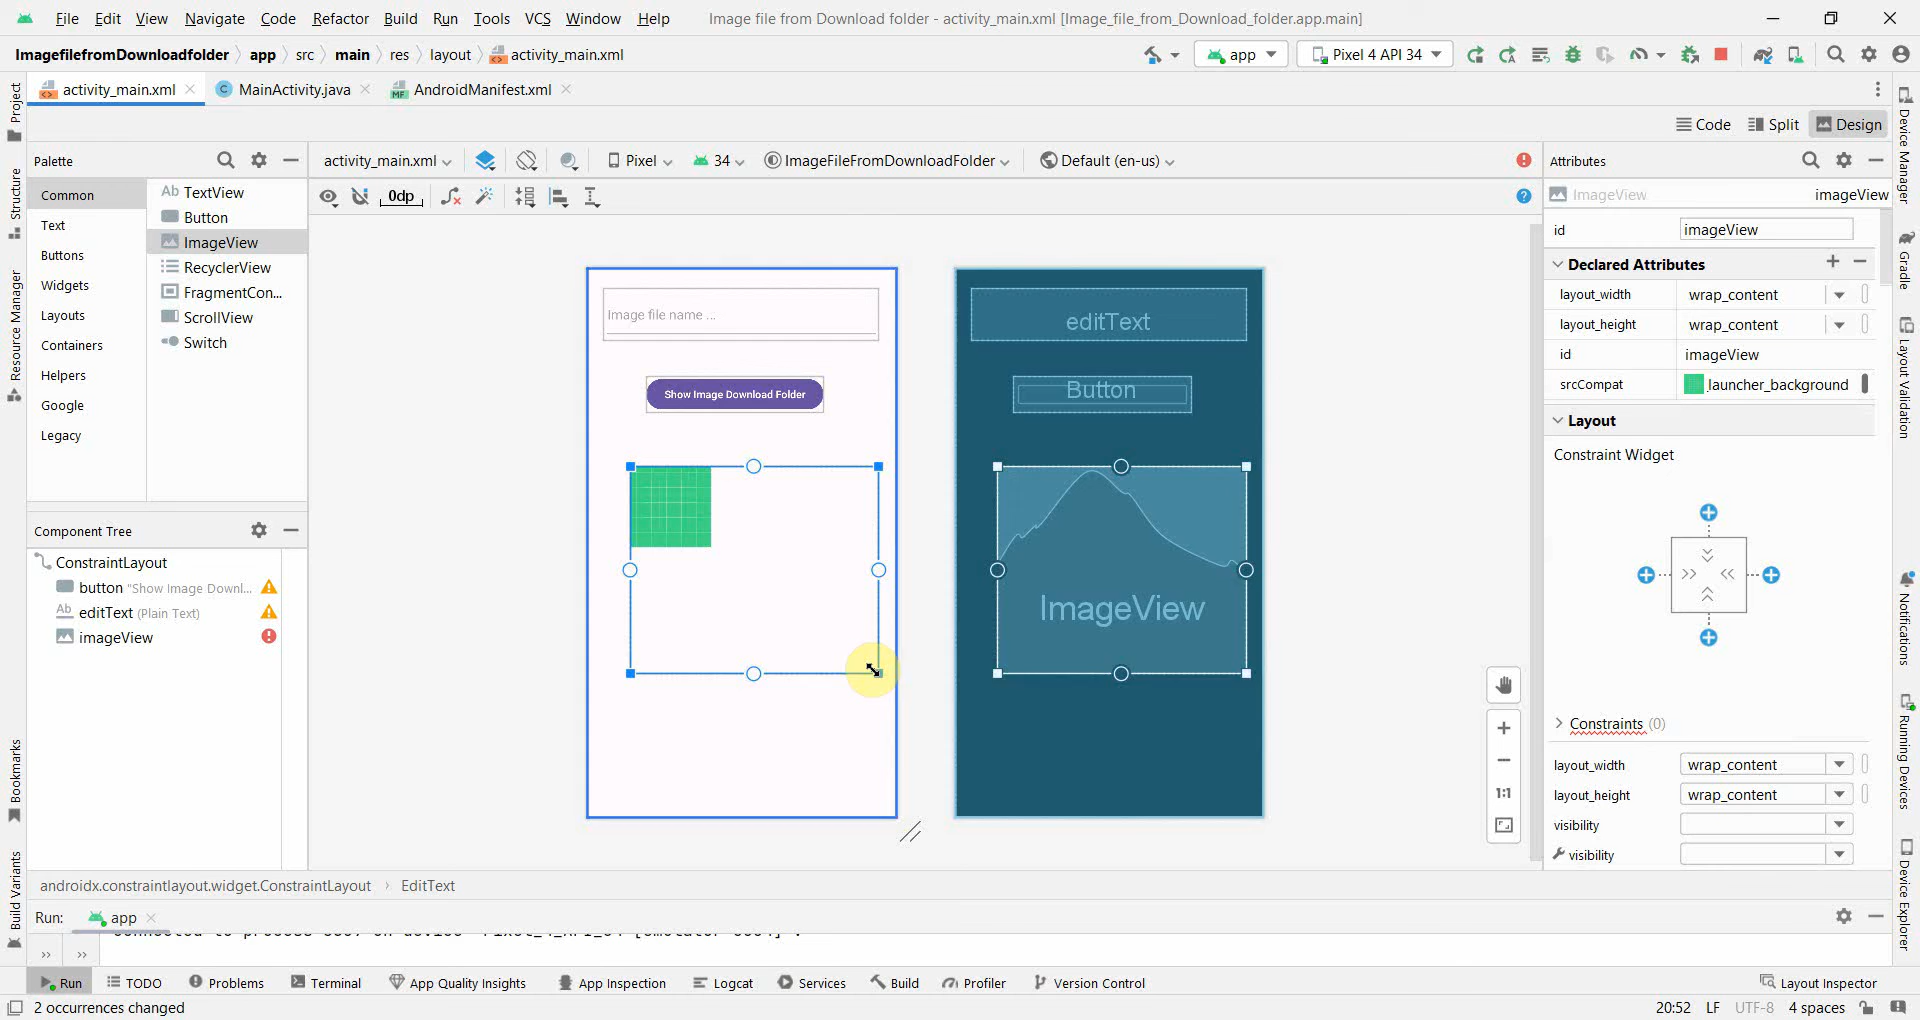 File Edit View Navigate Code Refactor Build Run Tools VCS Window Help Image file from Download folder - activity_main.xml [Image_file_from_Download_folder.app.main]
ImagefilefromDownloadfolder app src main res layout activity_main.xml app Pixel 4 API 34
activity_main.xml MainActivity.java AndroidManifest.xml
Code Split Design
Palette
activity_main.xml Pixel 34 ImageFileFromDownloadFolder Default (en-us)
Attributes
Common
Text
Buttons
Widgets
Layouts
Containers
Helpers
Google
Legacy
Ab TextView
Button
ImageView
RecyclerView
FragmentCon...
ScrollView
Switch
0dp
Component Tree
ConstraintLayout
button "Show Image Downl...
Ab editText (Plain Text)
imageView
Image file name ...
Show Image Download Folder
editText
Button
ImageView
1:1
ImageView imageView
id imageView
Declared Attributes
layout_width wrap_content
layout_height wrap_content
id imageView
srcCompat launcher_background
Layout
Constraint Widget
Constraints (0)
layout_width wrap_content
layout_height wrap_content
visibility
visibility
Project
Structure
Resource Manager
Bookmarks
Build Variants
Device Manager
Gradle
Layout Validation
Notifications
Running Devices
Device Explorer
androidx.constraintlayout.widget.ConstraintLayout EditText
Run: app
Run TODO Problems Terminal App Quality Insights App Inspection Logcat Services Build Profiler Version Control Layout Inspector
2 occurrences changed 20:52 LF UTF-8 4 spaces